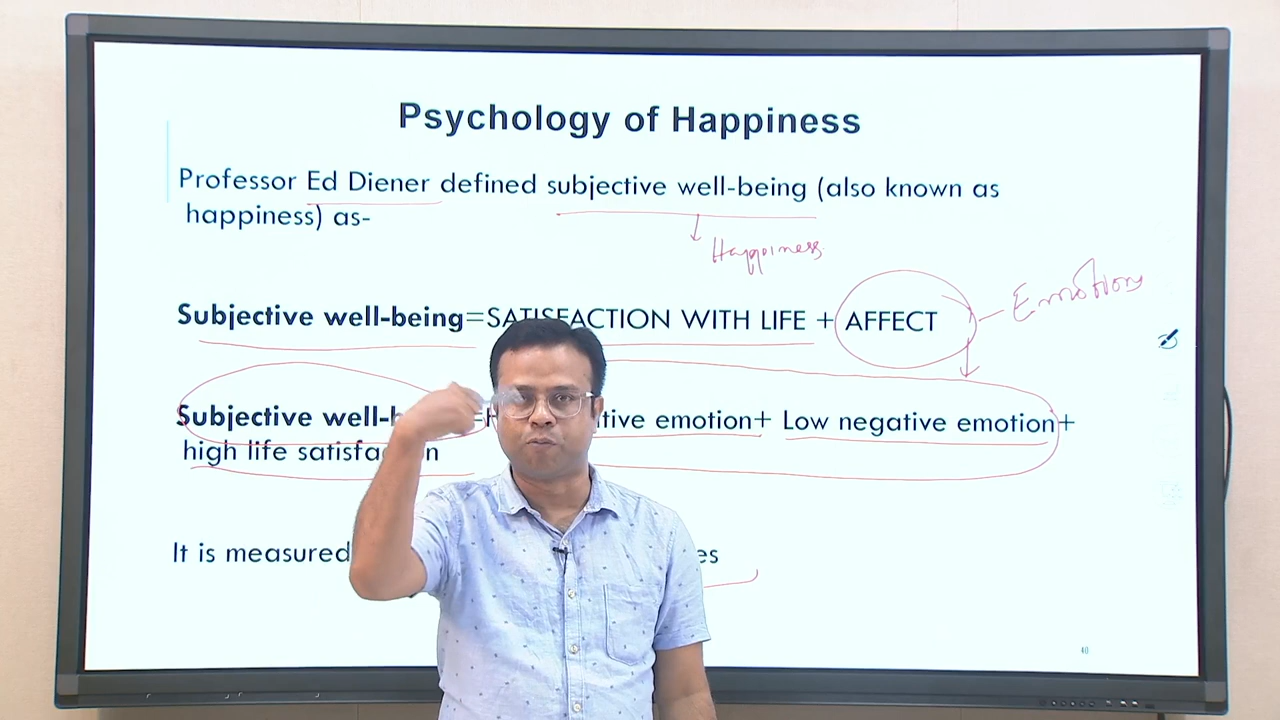 Psychology of Happiness
Professor Ed Diener defined subjective well-being (also known as
happiness) as-
Happiness
Subjective well-being=SATISFACTION WITH LIFE + AFFECT
Emotions
Subjective well- tive emotion+ Low negative emotion+
high life satisfa n
It is measured es
40